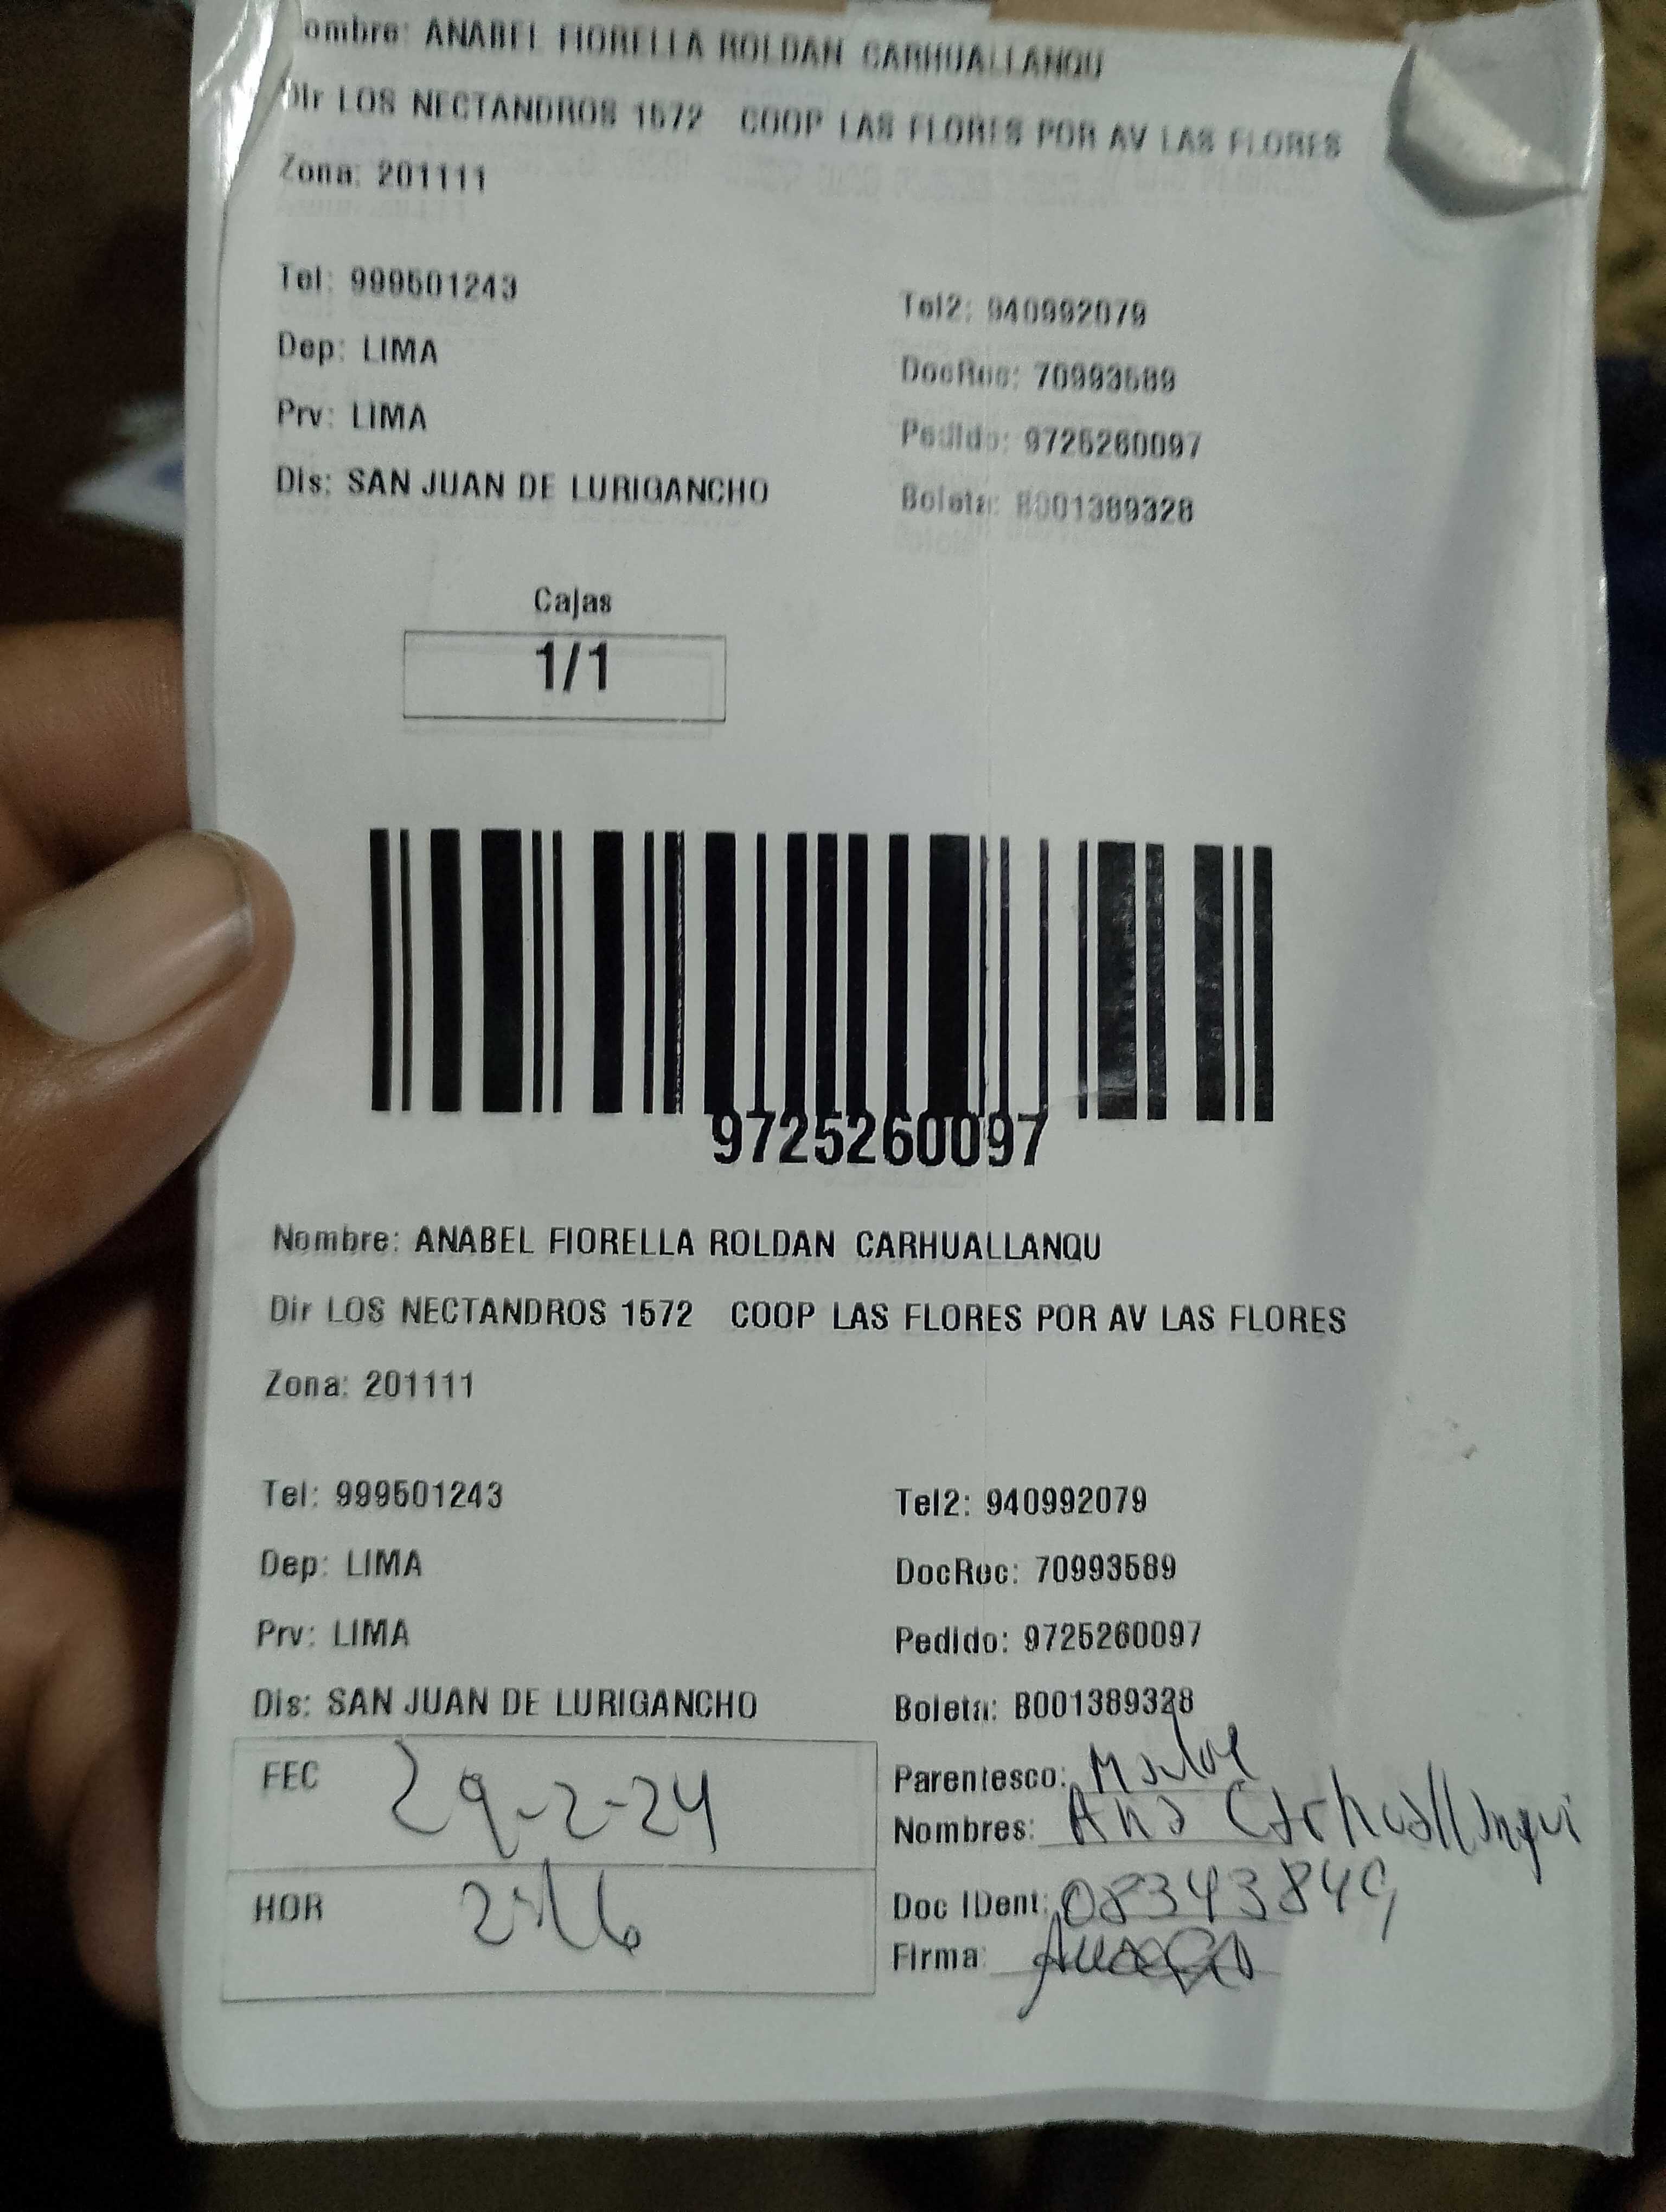 ombre: ANABEL FIORELLA ROLDAN CARHUALLANQU
Dir LOS NECTANDROS 1572 COOP LAS FLORES POR AV LAS FLORES
Zona: 201111
Tel: 999501243 Tel2: 940992079
Dep: LIMA DocRec: 70993589
Prv: LIMA Pedido: 9725260097
Dis: SAN JUAN DE LURIGANCHO Boleta: B001389328
Cajas
1/1
9725260097
Nombre: ANABEL FIORELLA ROLDAN CARHUALLANQU
Dir LOS NECTANDROS 1572 COOP LAS FLORES POR AV LAS FLORES
Zona: 201111
Tel: 999501243 Tel2: 940992079
Dep: LIMA DocRec: 70993589
Prv: LIMA Pedido: 9725260097
Dis: SAN JUAN DE LURIGANCHO Boleta: B001389328
FEC 29-2-24 Parentesco:
Nombres: Ana Carhuallanqui
HOR Doc IDent: 08343849
Firma: